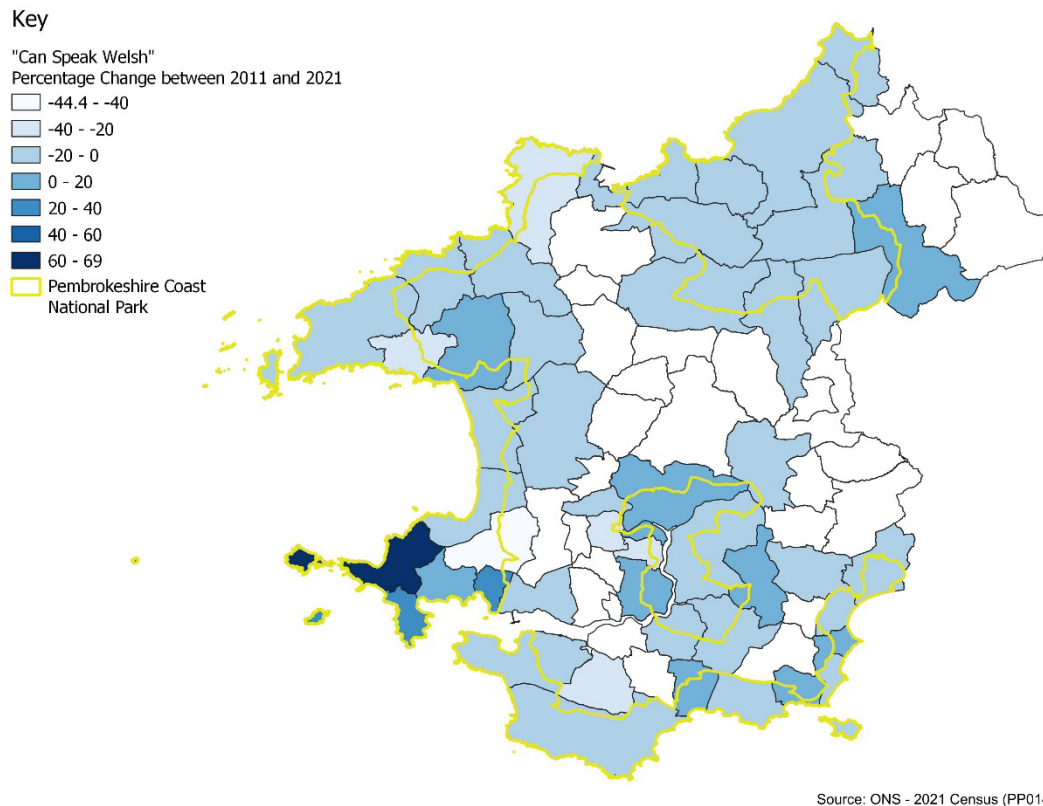 Key
"Can Speak Welsh"
Percentage Change between 2011 and 2021
-44.4 - -40
-40 - -20
-20 - 0
0 - 20
20 - 40
40 - 60
60 - 69
Pembrokeshire Coast
National Park
Source: ONS - 2021 Census (PP01